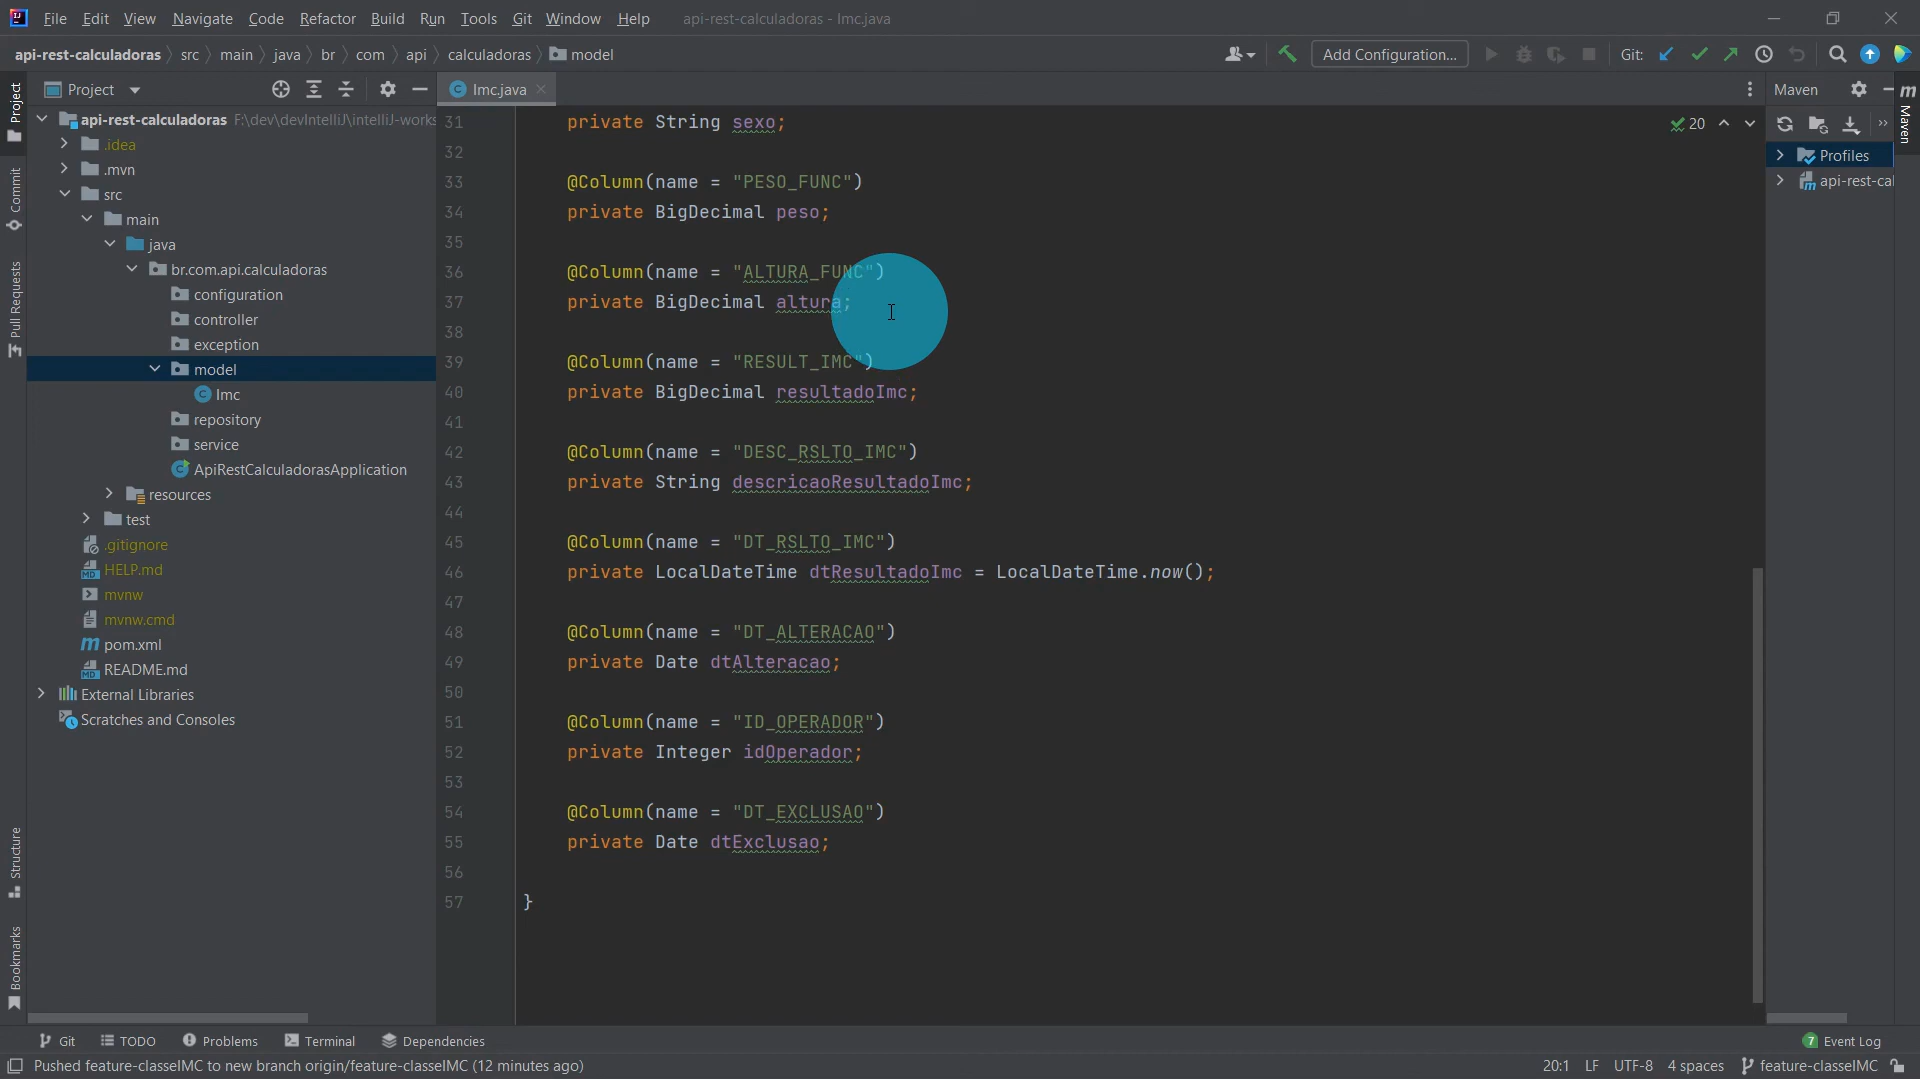 File Edit View Navigate Code Refactor Build Run Tools Git Window Help api-rest-calculadoras - Imc.java
api-rest-calculadoras src main java br com api calculadoras model Add Configuration... Git:
Project Imc.java Maven
api-rest-calculadoras F:\dev\devIntelliJ\intelliJ-works
.idea
.mvn
src
main
java
br.com.api.calculadoras
configuration
controller
exception
model
Imc
repository
service
ApiRestCalculadorasApplication
resources
test
.gitignore
HELP.md
mvnw
mvnw.cmd
pom.xml
README.md
External Libraries
Scratches and Consoles
Project
Commit
Pull Requests
Structure
Bookmarks
31 private String sexo;
32
33 @Column(name = "PESO_FUNC")
34 private BigDecimal peso;
35
36 @Column(name = "ALTURA_FUNC")
37 private BigDecimal altura;
38
39 @Column(name = "RESULT_IMC")
40 private BigDecimal resultadoImc;
41
42 @Column(name = "DESC_RSLTO_IMC")
43 private String descricaoResultadoImc;
44
45 @Column(name = "DT_RSLTO_IMC")
46 private LocalDateTime dtResultadoImc = LocalDateTime.now();
47
48 @Column(name = "DT_ALTERACAO")
49 private Date dtAlteracao;
50
51 @Column(name = "ID_OPERADOR")
52 private Integer idOperador;
53
54 @Column(name = "DT_EXCLUSAO")
55 private Date dtExclusao;
56
57 }
20
Profiles
api-rest-cal
Maven
Git TODO Problems Terminal Dependencies 7 Event Log
Pushed feature-classeIMC to new branch origin/feature-classeIMC (12 minutes ago) 20:1 LF UTF-8 4 spaces feature-classeIMC